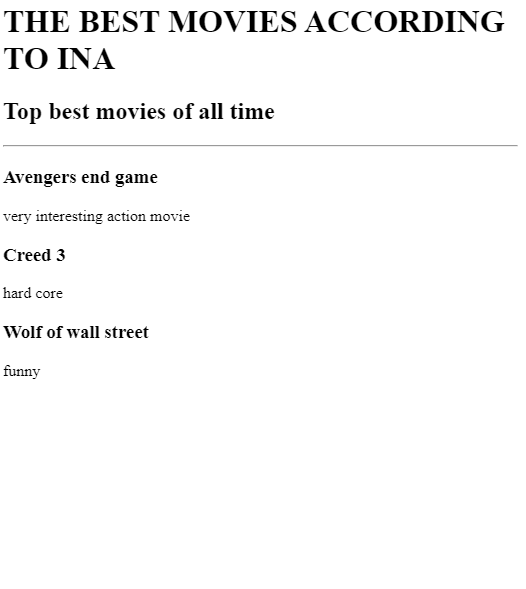 THE BEST MOVIES ACCORDING
TO INA
Top best movies of all time
Avengers end game
very interesting action movie
Creed 3
hard core
Wolf of wall street
funny